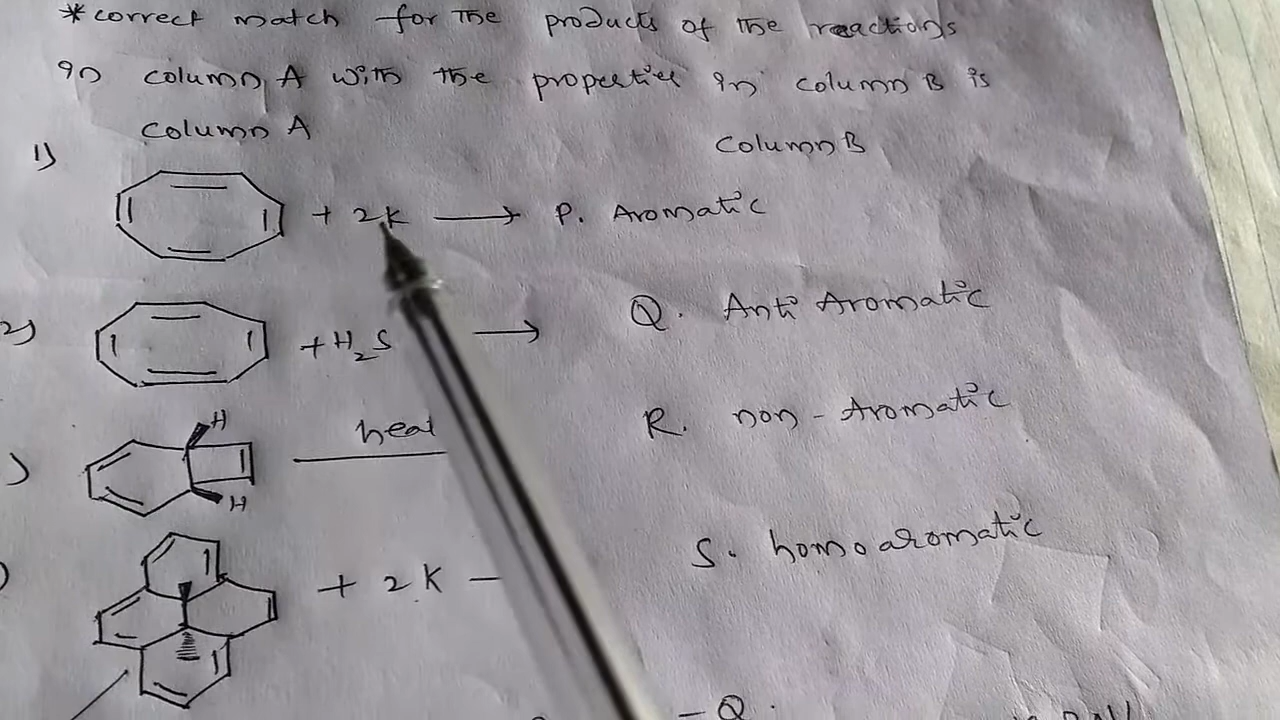 *correct match for the products of the reactions
in column A with the properties in column B is
column A
column B
1)
+ 2K → P. Aromatic
2)
+ H2S →
Q. Anti Aromatic
)
H
H
heat
R. non-Aromatic
)
+ 2K -
S. homoaromatic
- Q.